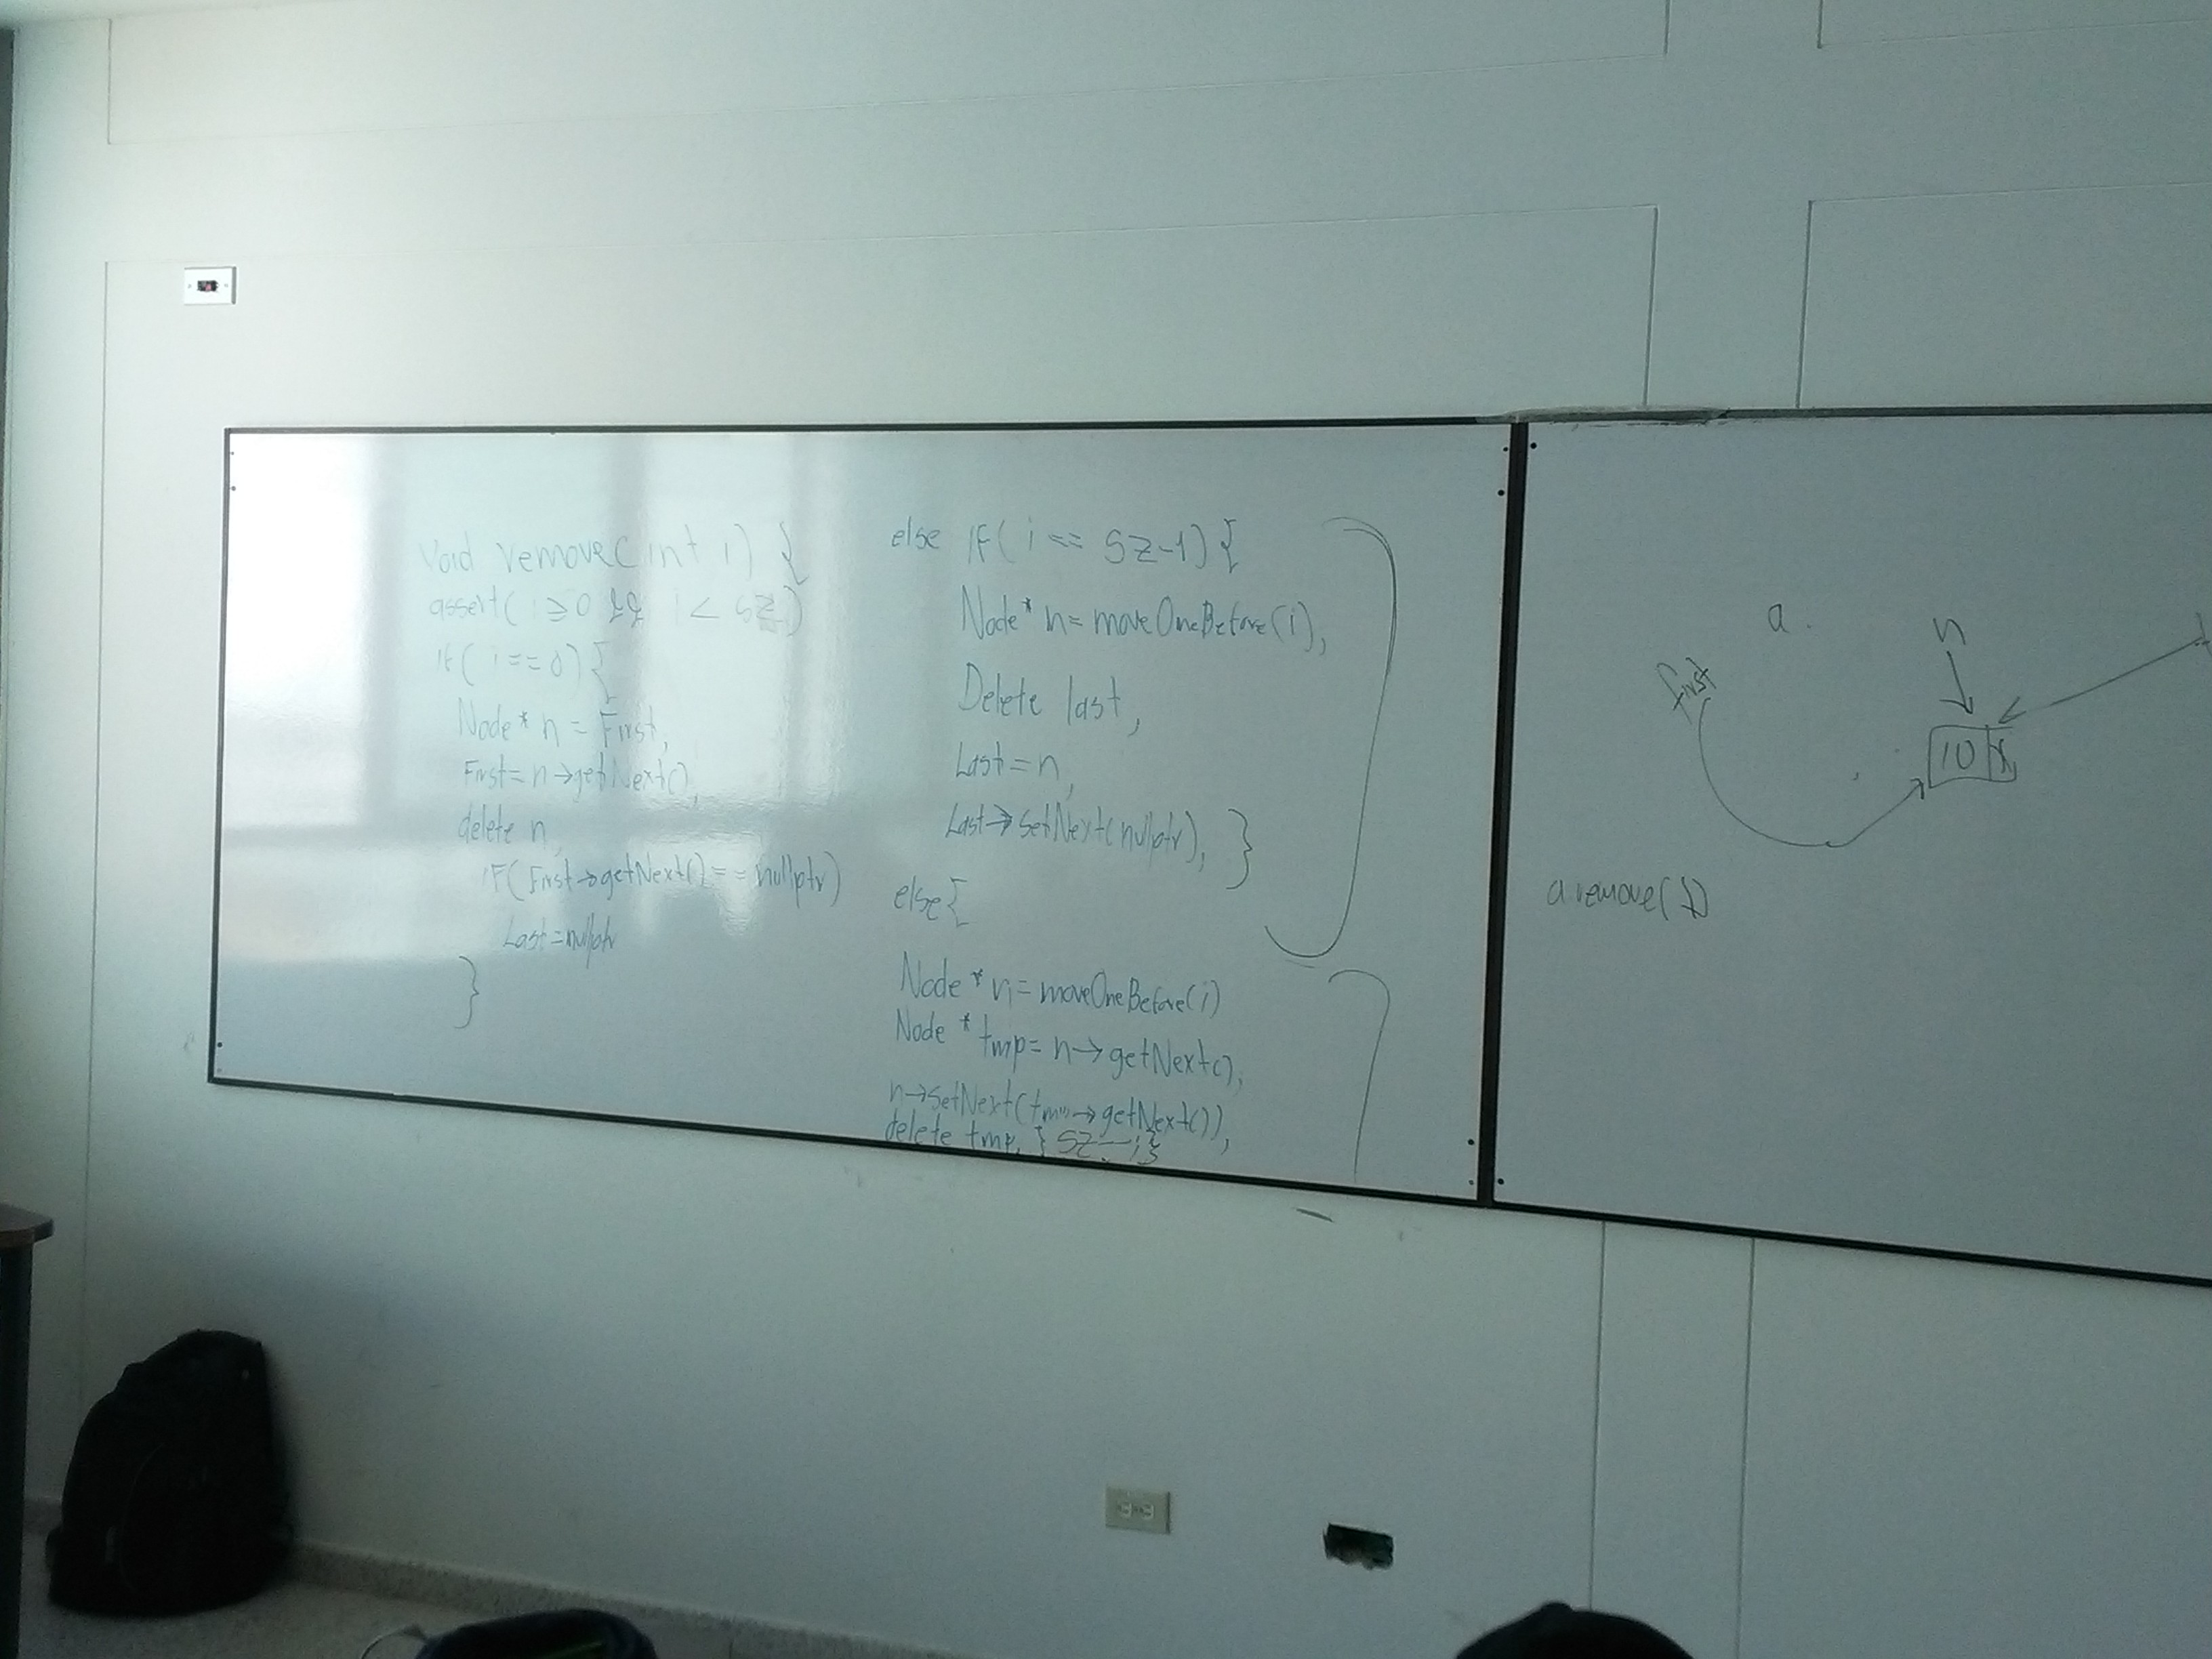 void remove(int i) {
assert( i ≥ 0 && i < sz )
if( i == 0) {
Node* n = First;
First = n → getNext();
delete n;
if(First → getNext() == nullptr)
Last = nullptr
}
else if( i == sz-1) {
Node* n = moveOneBefore(i);
Delete last;
Last = n;
Last → setNext(nullptr); }
else {
Node * n = moveOneBefore(i)
Node * tmp = n → getNext();
n → setNext(tmp → getNext());
delete tmp; } sz--; }
a.
n
first
10
a remove(1)